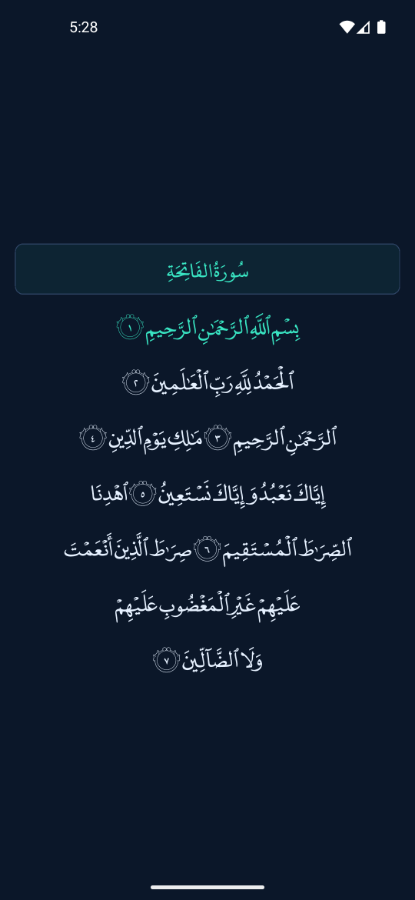 5:28
سُورَةُ الفَاتِحَةِ
بِسْمِ ٱللَّهِ ٱلرَّحْمَٰنِ ٱلرَّحِيمِ ١
ٱلْحَمْدُ لِلَّهِ رَبِّ ٱلْعَٰلَمِينَ ٢
ٱلرَّحْمَٰنِ ٱلرَّحِيمِ ٣ مَٰلِكِ يَوْمِ ٱلدِّينِ ٤
إِيَّاكَ نَعْبُدُ وَإِيَّاكَ نَسْتَعِينُ ٥ ٱهْدِنَا
ٱلصِّرَٰطَ ٱلْمُسْتَقِيمَ ٦ صِرَٰطَ ٱلَّذِينَ أَنْعَمْتَ
عَلَيْهِمْ غَيْرِ ٱلْمَغْضُوبِ عَلَيْهِمْ
وَلَا ٱلضَّآلِّينَ ٧